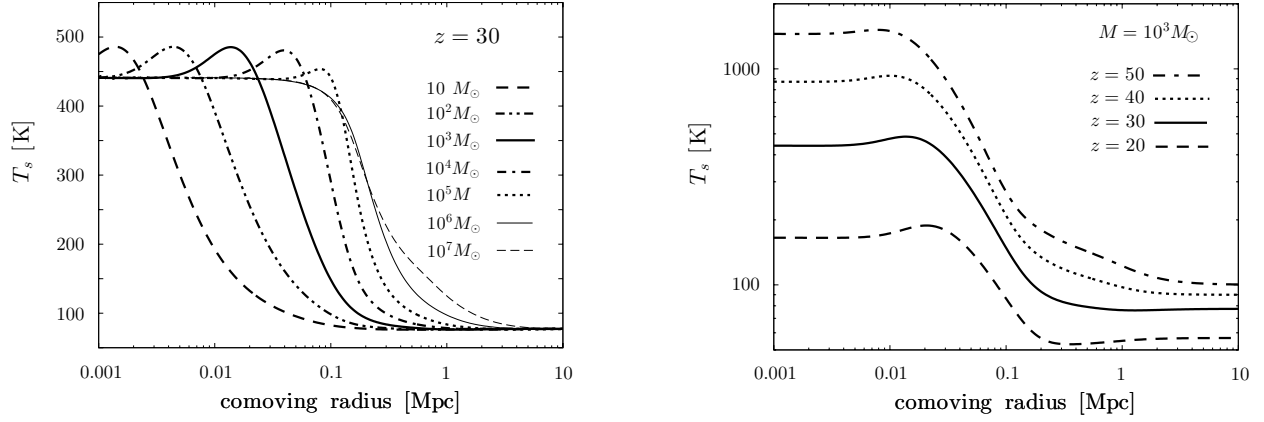 z = 30
10 M⊙
10²M⊙
10³M⊙
10⁴M⊙
10⁵M
10⁶M⊙
10⁷M⊙
500
400
300
200
100
T_s [K]
0.001 0.01 0.1 1 10
comoving radius [Mpc]
M = 10³M⊙
z = 50
z = 40
z = 30
z = 20
1000
100
T_s [K]
0.001 0.01 0.1 1 10
comoving radius [Mpc]